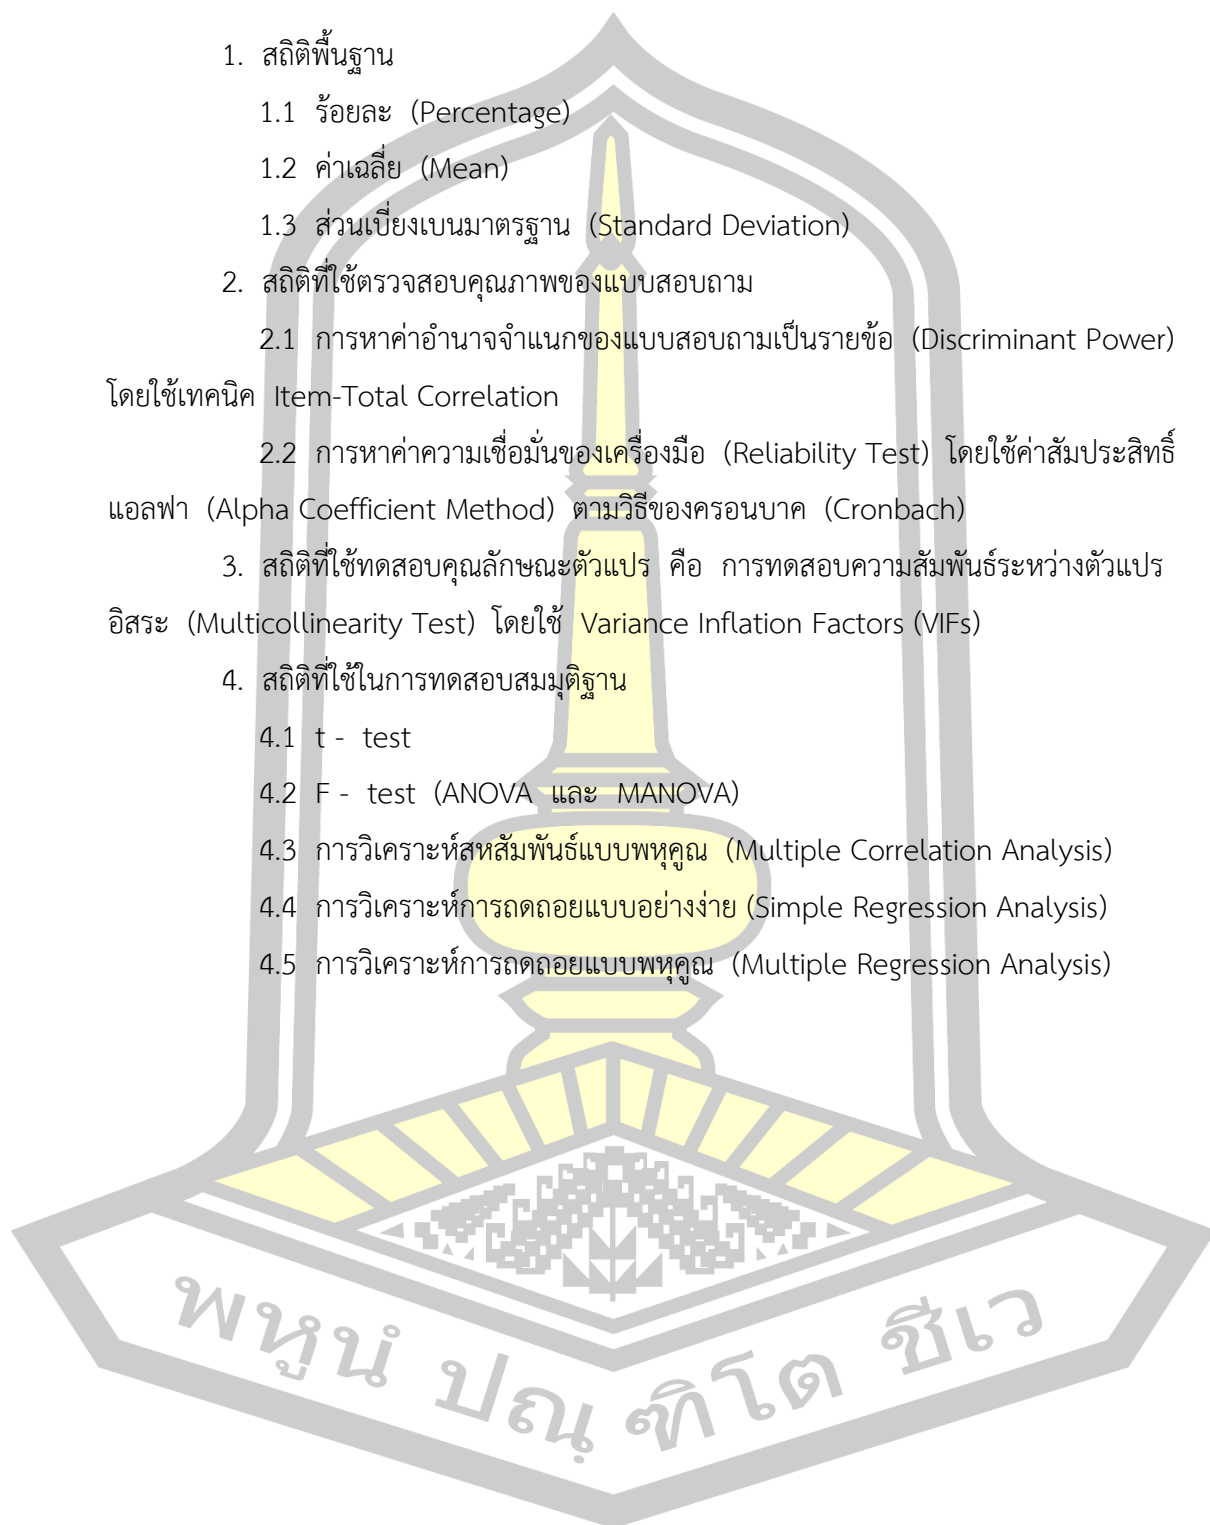 1. สถิติพื้นฐาน
1.1 ร้อยละ (Percentage)
1.2 ค่าเฉลี่ย (Mean)
1.3 ส่วนเบี่ยงเบนมาตรฐาน (Standard Deviation)
2. สถิติที่ใช้ตรวจสอบคุณภาพของแบบสอบถาม
2.1 การหาค่าอำนาจจำแนกของแบบสอบถามเป็นรายข้อ (Discriminant Power)
โดยใช้เทคนิค Item-Total Correlation
2.2 การหาค่าความเชื่อมั่นของเครื่องมือ (Reliability Test) โดยใช้ค่าสัมประสิทธิ์
แอลฟา (Alpha Coefficient Method) ตามวิธีของครอนบาค (Cronbach)
3. สถิติที่ใช้ทดสอบคุณลักษณะตัวแปร คือ การทดสอบความสัมพันธ์ระหว่างตัวแปร
อิสระ (Multicollinearity Test) โดยใช้ Variance Inflation Factors (VIFs)
4. สถิติที่ใช้ในการทดสอบสมมุติฐาน
4.1 t - test
4.2 F - test (ANOVA และ MANOVA)
4.3 การวิเคราะห์สหสัมพันธ์แบบพหุคูณ (Multiple Correlation Analysis)
4.4 การวิเคราะห์การถดถอยแบบอย่างง่าย (Simple Regression Analysis)
4.5 การวิเคราะห์การถดถอยแบบพหุคูณ (Multiple Regression Analysis)
พหูนํ ปณฺฑิโต ชีเว